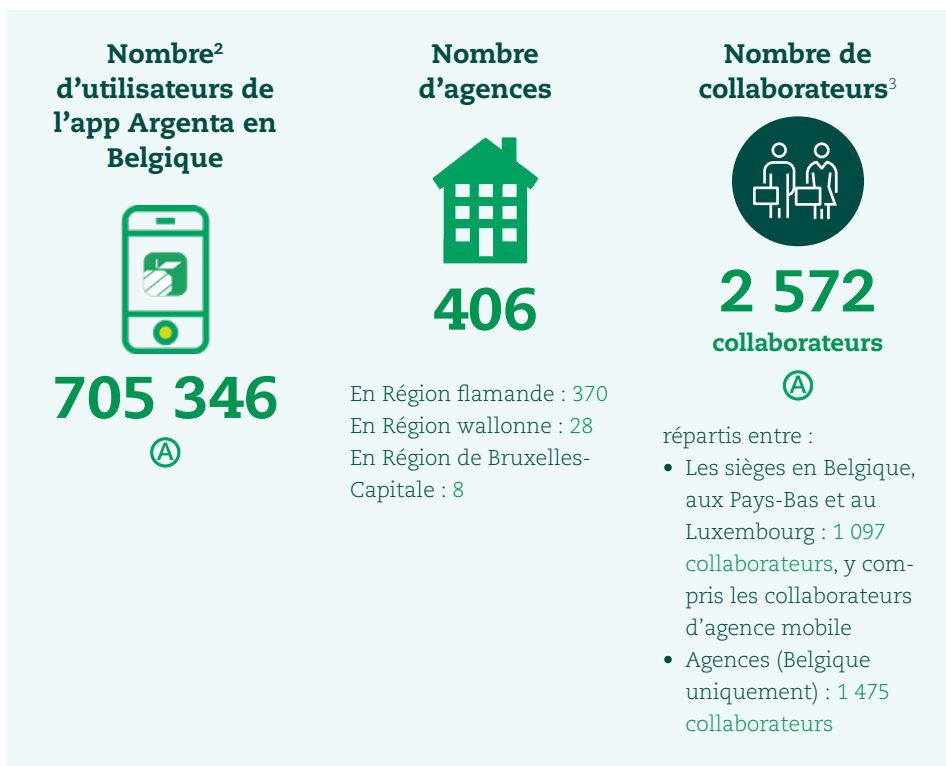 Nombre²
d’utilisateurs de
l’app Argenta en
Belgique
705 346
Ⓐ
Nombre
d’agences
406
En Région flamande : 370
En Région wallonne : 28
En Région de Bruxelles-
Capitale : 8
Nombre de
collaborateurs³
2 572
collaborateurs
Ⓐ
répartis entre :
• Les sièges en Belgique,
aux Pays-Bas et au
Luxembourg : 1 097
collaborateurs, y com-
pris les collaborateurs
d’agence mobile
• Agences (Belgique
uniquement) : 1 475
collaborateurs